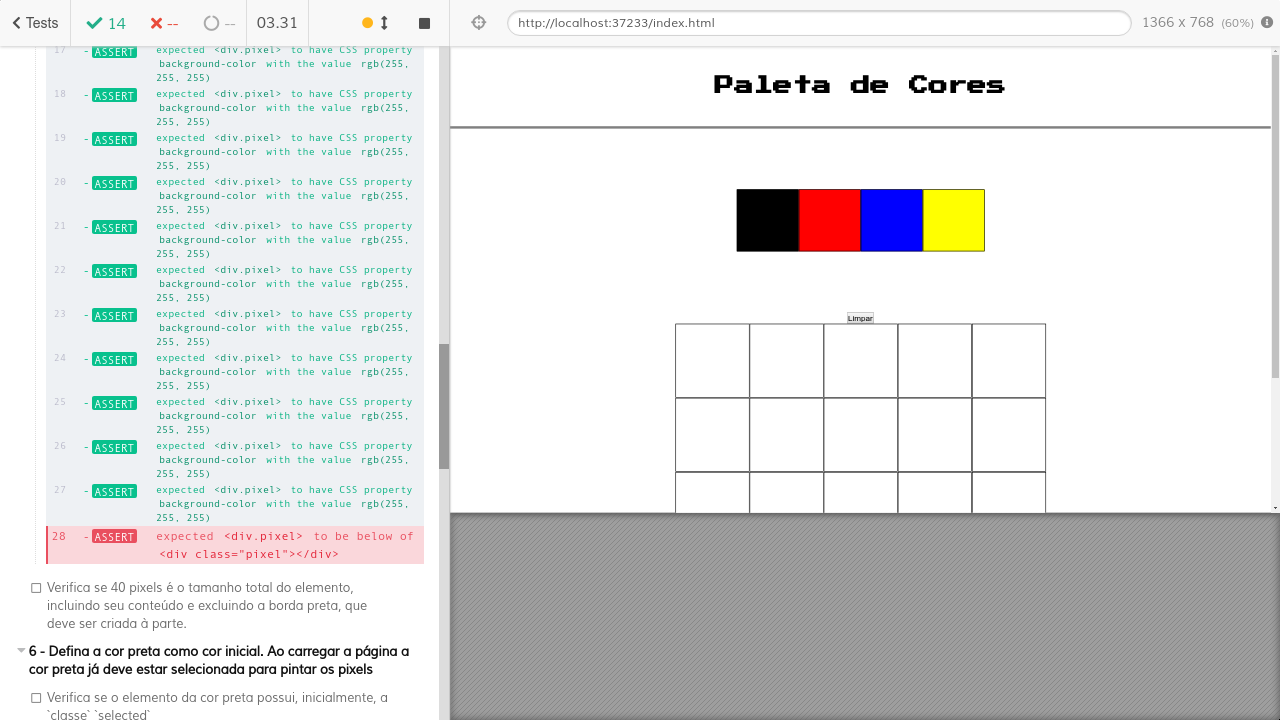 Tests
14
--
--
03.31
http://localhost:37233/index.html
1366 x 768 (60%)
17 - ASSERT expected <div.pixel> to have CSS property
background-color with the value rgb(255,
255, 255)
18 - ASSERT expected <div.pixel> to have CSS property
background-color with the value rgb(255,
255, 255)
19 - ASSERT expected <div.pixel> to have CSS property
background-color with the value rgb(255,
255, 255)
20 - ASSERT expected <div.pixel> to have CSS property
background-color with the value rgb(255,
255, 255)
21 - ASSERT expected <div.pixel> to have CSS property
background-color with the value rgb(255,
255, 255)
22 - ASSERT expected <div.pixel> to have CSS property
background-color with the value rgb(255,
255, 255)
23 - ASSERT expected <div.pixel> to have CSS property
background-color with the value rgb(255,
255, 255)
24 - ASSERT expected <div.pixel> to have CSS property
background-color with the value rgb(255,
255, 255)
25 - ASSERT expected <div.pixel> to have CSS property
background-color with the value rgb(255,
255, 255)
26 - ASSERT expected <div.pixel> to have CSS property
background-color with the value rgb(255,
255, 255)
27 - ASSERT expected <div.pixel> to have CSS property
background-color with the value rgb(255,
255, 255)
28 - ASSERT expected <div.pixel> to be below of
<div class="pixel"></div>
Verifica se 40 pixels é o tamanho total do elemento,
incluindo seu conteúdo e excluindo a borda preta, que
deve ser criada à parte.
6 - Defina a cor preta como cor inicial. Ao carregar a página a
cor preta já deve estar selecionada para pintar os pixels
Verifica se o elemento da cor preta possui, inicialmente, a
`classe` `selected`
Paleta de Cores
Limpar